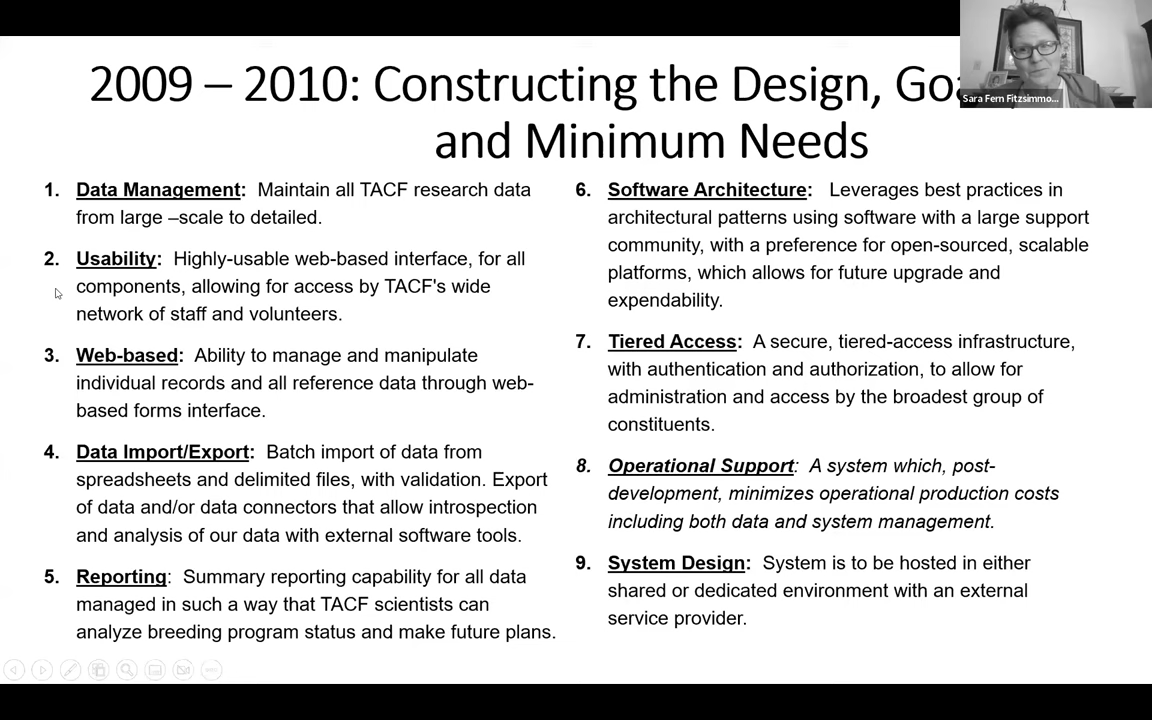 2009 – 2010: Constructing the Design, Goa
and Minimum Needs
Sara Fern Fitzsimmo...
1. Data Management: Maintain all TACF research data
from large –scale to detailed.
2. Usability: Highly-usable web-based interface, for all
components, allowing for access by TACF's wide
network of staff and volunteers.
3. Web-based: Ability to manage and manipulate
individual records and all reference data through web-
based forms interface.
4. Data Import/Export: Batch import of data from
spreadsheets and delimited files, with validation. Export
of data and/or data connectors that allow introspection
and analysis of our data with external software tools.
5. Reporting: Summary reporting capability for all data
managed in such a way that TACF scientists can
analyze breeding program status and make future plans.
6. Software Architecture: Leverages best practices in
architectural patterns using software with a large support
community, with a preference for open-sourced, scalable
platforms, which allows for future upgrade and
expendability.
7. Tiered Access: A secure, tiered-access infrastructure,
with authentication and authorization, to allow for
administration and access by the broadest group of
constituents.
8. Operational Support: A system which, post-
development, minimizes operational production costs
including both data and system management.
9. System Design: System is to be hosted in either
shared or dedicated environment with an external
service provider.